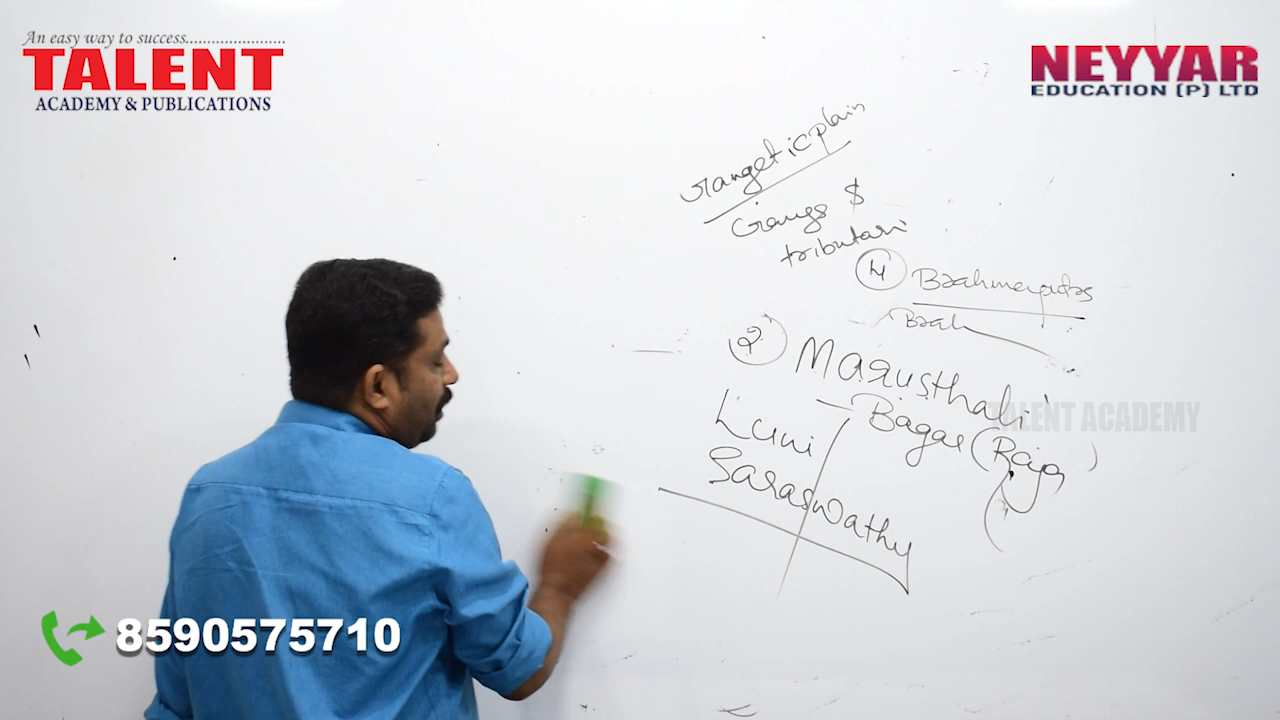 An easy way to success.......................
TALENT
ACADEMY & PUBLICATIONS
NEYYAR
EDUCATION (P) LTD
Gangetic plain
Ganga &
tributari
4 Brahmaputra
Brah
2 Marusthali
Bagar (Raja)
Luni
Saraswathy
TALENT ACADEMY
8590575710